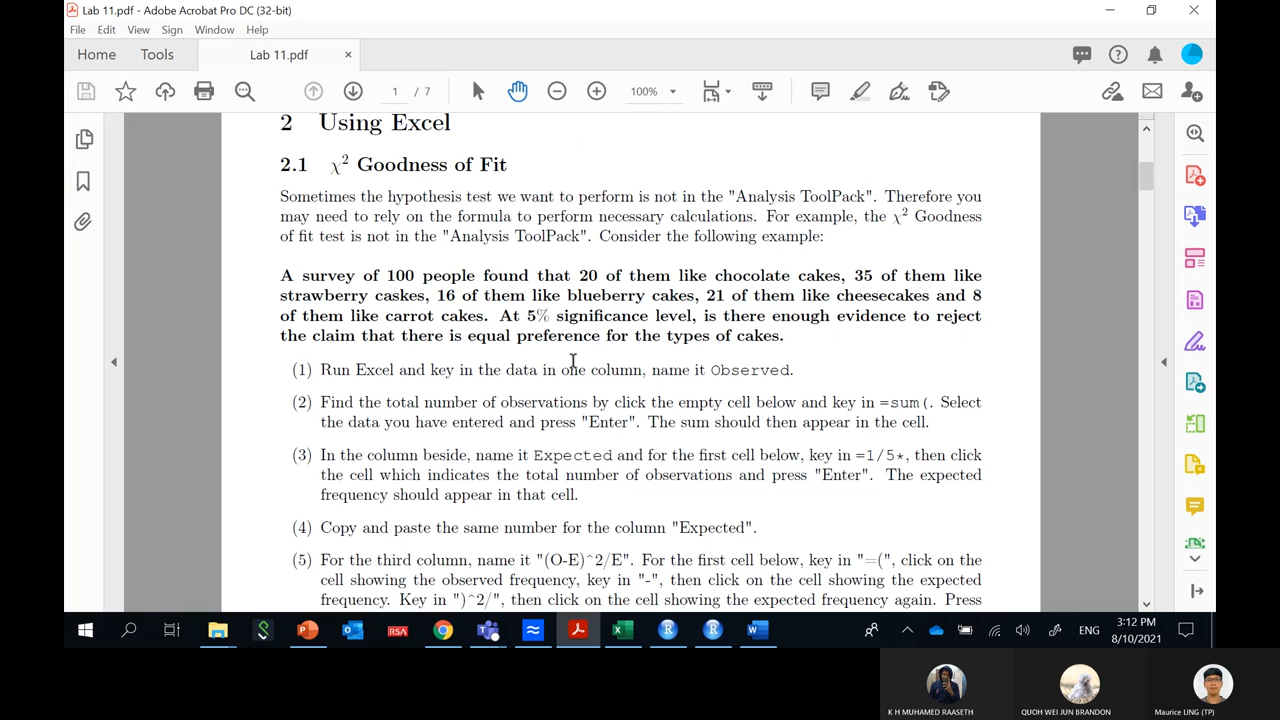 Lab 11.pdf - Adobe Acrobat Pro DC (32-bit)
File Edit View Sign Window Help
Home Tools Lab 11.pdf ×
1 / 7 100%
2 Using Excel
2.1 χ² Goodness of Fit
Sometimes the hypothesis test we want to perform is not in the "Analysis ToolPack". Therefore you
may need to rely on the formula to perform necessary calculations. For example, the χ² Goodness
of fit test is not in the "Analysis ToolPack". Consider the following example:
A survey of 100 people found that 20 of them like chocolate cakes, 35 of them like
strawberry caskes, 16 of them like blueberry cakes, 21 of them like cheesecakes and 8
of them like carrot cakes. At 5% significance level, is there enough evidence to reject
the claim that there is equal preference for the types of cakes.
(1) Run Excel and key in the data in one column, name it Observed.
(2) Find the total number of observations by click the empty cell below and key in =sum(. Select
the data you have entered and press "Enter". The sum should then appear in the cell.
(3) In the column beside, name it Expected and for the first cell below, key in =1/5*, then click
the cell which indicates the total number of observations and press "Enter". The expected
frequency should appear in that cell.
(4) Copy and paste the same number for the column "Expected".
(5) For the third column, name it "(O-E)^2/E". For the first cell below, key in "=(", click on the
cell showing the observed frequency, key in "-", then click on the cell showing the expected
frequency. Key in ")^2/", then click on the cell showing the expected frequency again. Press
RSA
ENG
3:12 PM
8/10/2021
K H MUHAMED RAASETH
QUOH WEI JUN BRANDON
Maurice LING (TP)